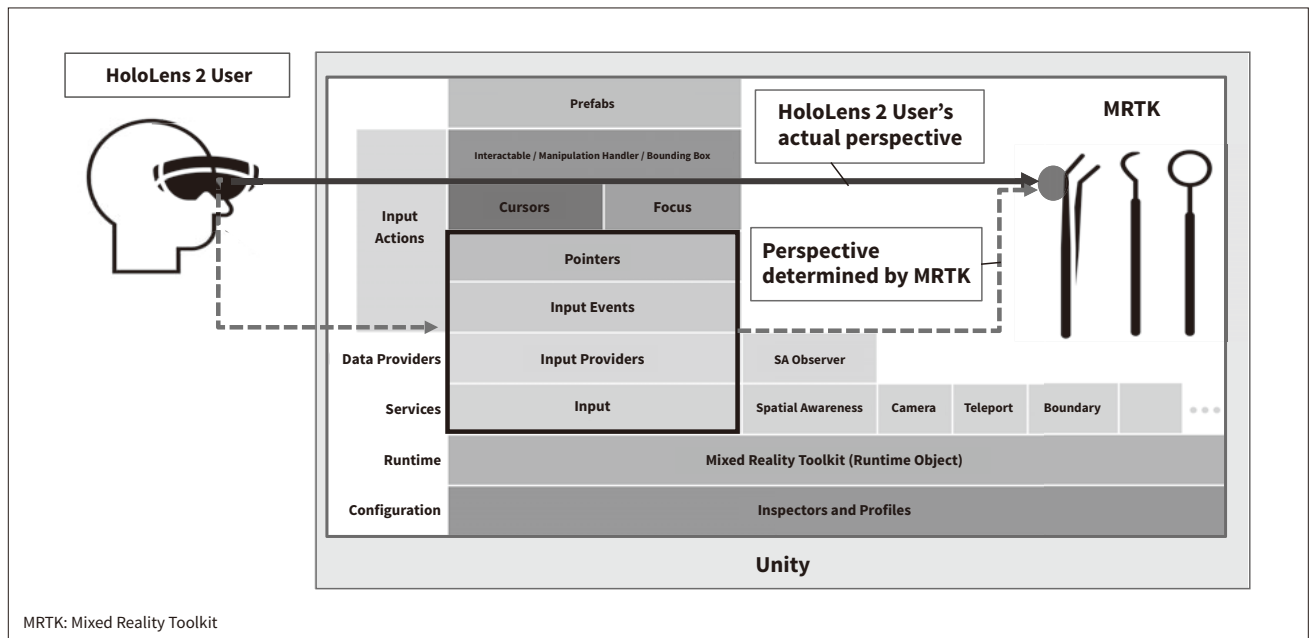 HoloLens 2 User
Prefabs
HoloLens 2 User's
actual perspective
MRTK
Interactable / Manipulation Handler / Bounding Box
Input
Actions
Cursors
Focus
Pointers
Perspective
determined by MRTK
Input Events
Data Providers
Input Providers
SA Observer
Services
Input
Spatial Awareness
Camera
Teleport
Boundary
Runtime
Mixed Reality Toolkit (Runtime Object)
Configuration
Inspectors and Profiles
Unity
MRTK: Mixed Reality Toolkit